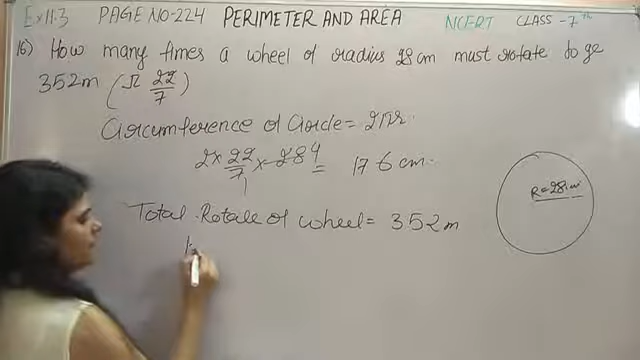 Ex 11.3 PAGE NO-224 PERIMETER AND AREA NCERT CLASS - 7th
16) How many times a wheel of radius 28 cm must rotate to go
352 m (π 22/7)
Circumference of Circle = 2πr.
2 × 22/7 × 28 4 176 cm.
R = 28 cm
Total Rotate of wheel = 352 m